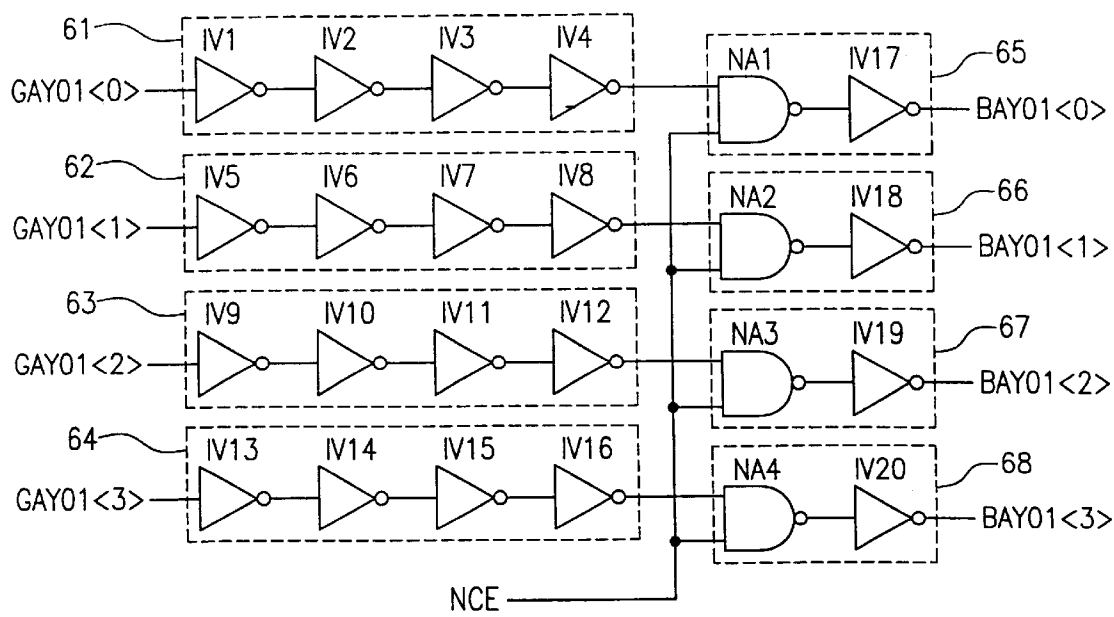 61
IV1 IV2 IV3 IV4
GAY01<0>
NA1 IV17
65
BAY01<0>
62
IV5 IV6 IV7 IV8
GAY01<1>
NA2 IV18
66
BAY01<1>
63
IV9 IV10 IV11 IV12
GAY01<2>
NA3 IV19
67
BAY01<2>
64
IV13 IV14 IV15 IV16
GAY01<3>
NA4 IV20
68
BAY01<3>
NCE